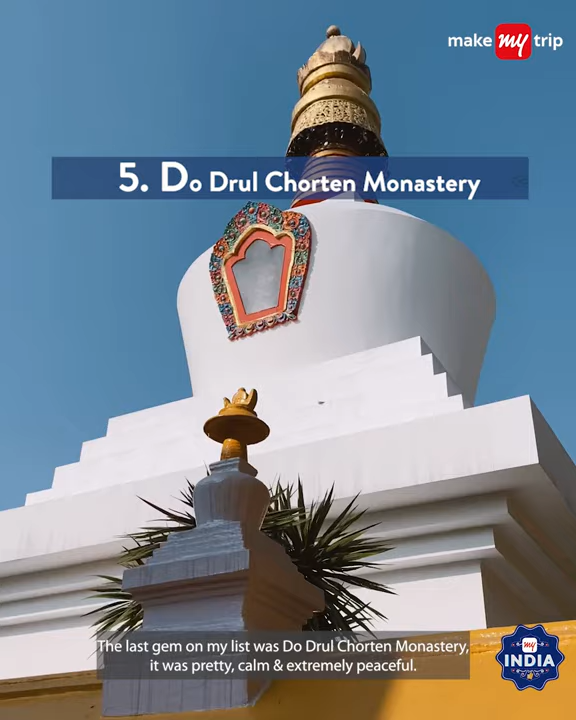 make my trip
5. Do Drul Chorten Monastery
The last gem on my list was Do Drul Chorten Monastery,
it was pretty, calm & extremely peaceful.
my
INDIA